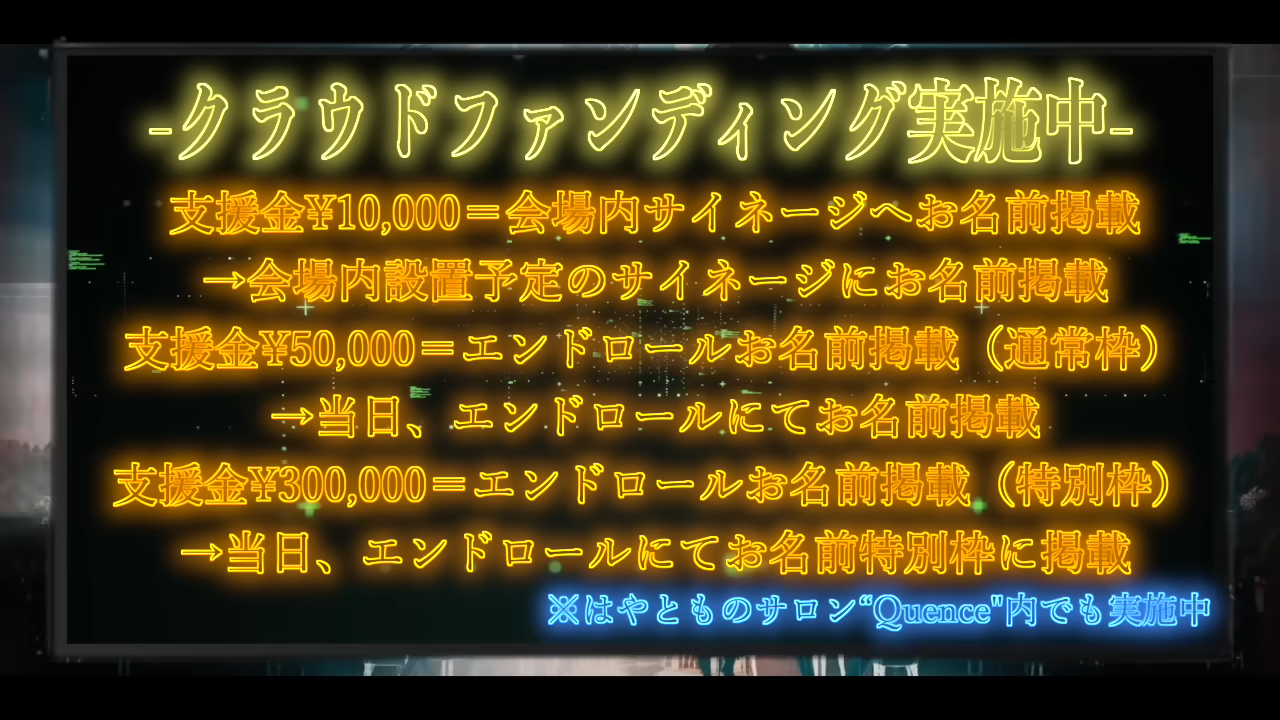 -クラウドファンディング実施中-
支援金¥10,000＝会場内サイネージへお名前掲載
→会場内設置予定のサイネージにお名前掲載
支援金¥50,000＝エンドロールお名前掲載（通常枠）
→当日、エンドロールにてお名前掲載
支援金¥300,000＝エンドロールお名前掲載（特別枠）
→当日、エンドロールにてお名前特別枠に掲載
※はやとものサロン“Quence"内でも実施中